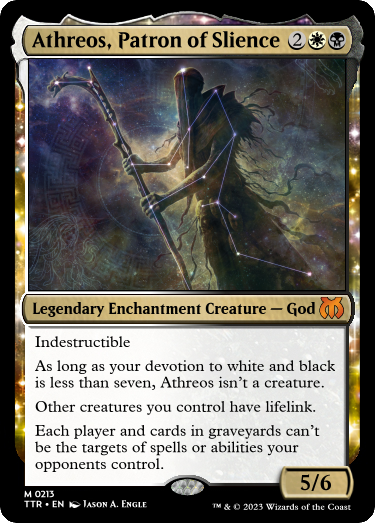 Athreos, Patron of Slience 2
Legendary Enchantment Creature — God
Indestructible
As long as your devotion to white and black
is less than seven, Athreos isn't a creature.
Other creatures you control have lifelink.
Each player and cards in graveyards can't
be the targets of spells or abilities your
opponents control.
5/6
M 0213
TTR • EN Jason A. Engle
™ & © 2023 Wizards of the Coast